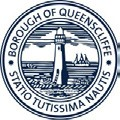 BOROUGH OF QUEENSCLIFFE
STATIO TUTISSIMA NAUTIS